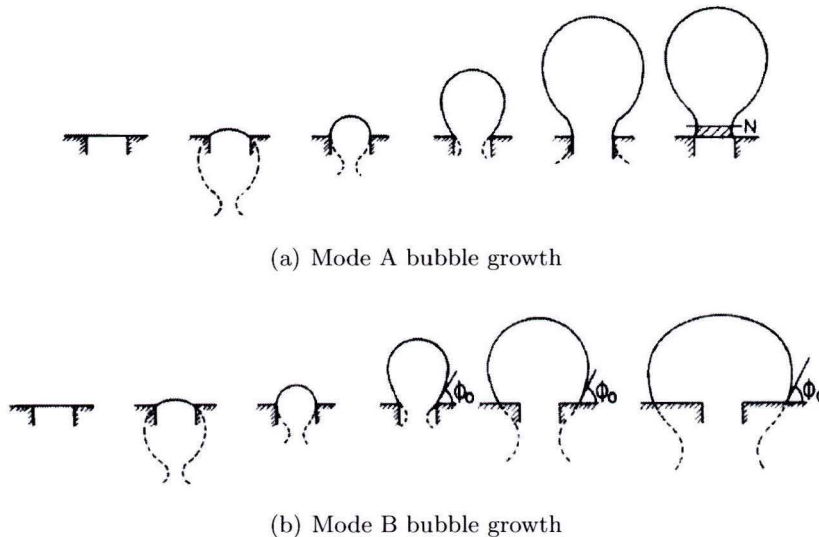 N
(a) Mode A bubble growth
ϕ₀ ϕ₀ ϕ₀
(b) Mode B bubble growth